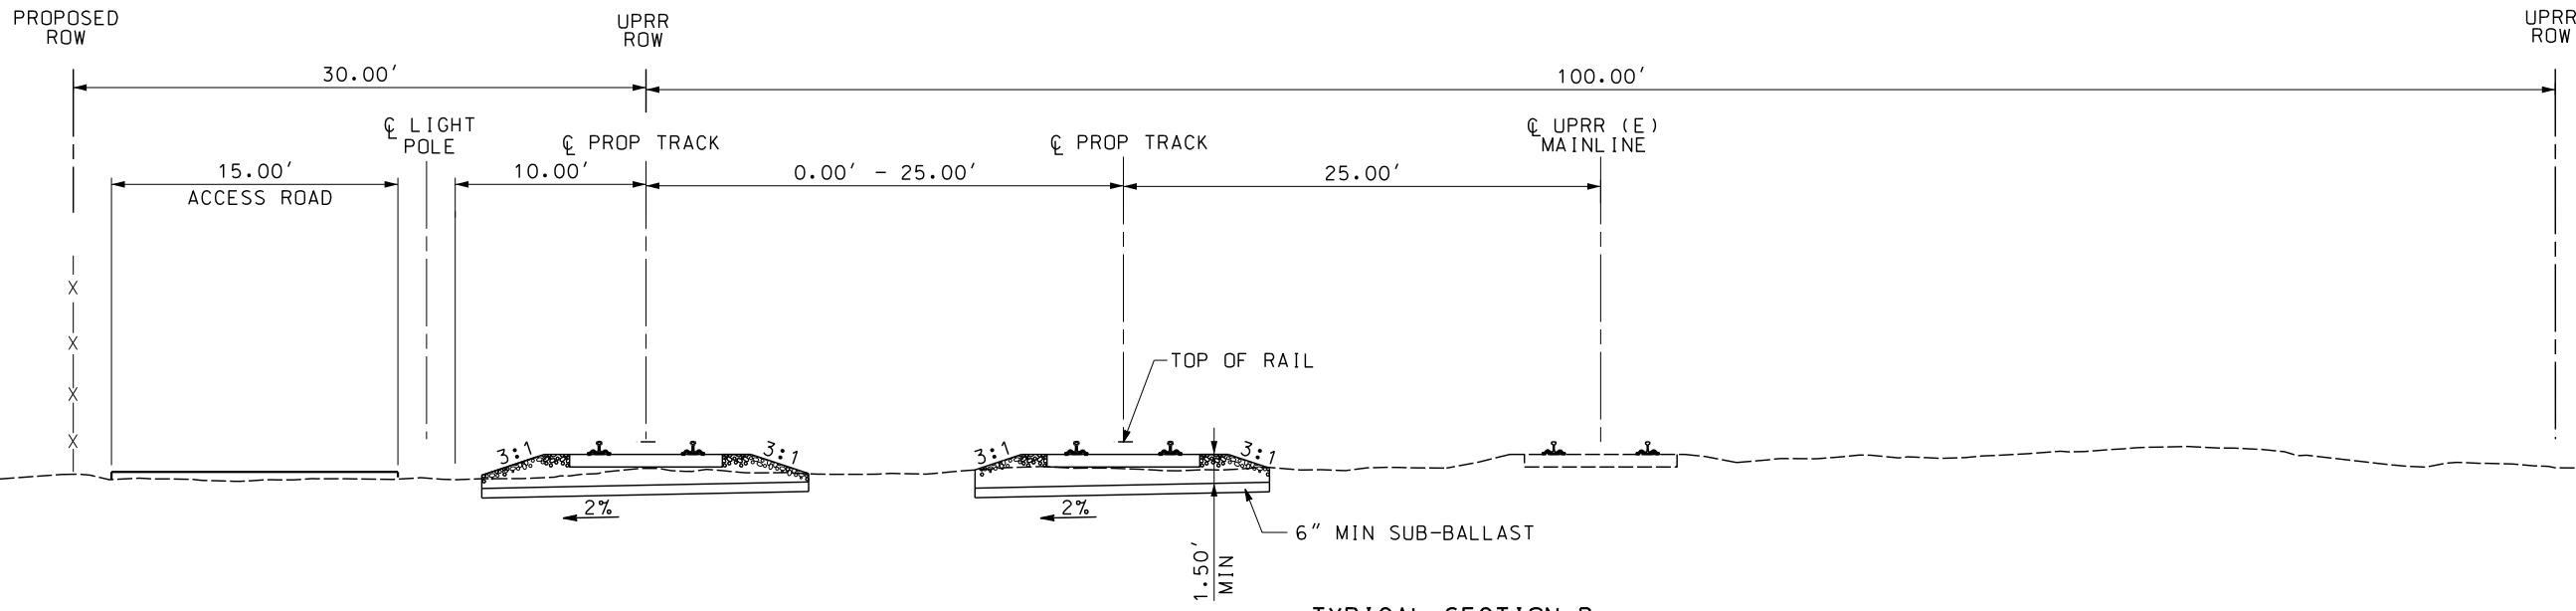 PROPOSED
ROW
UPRR
ROW
UPRR
ROW
30.00′
100.00′
℄ LIGHT
POLE
℄ PROP TRACK
℄ PROP TRACK
℄ UPRR (E)
MAINLINE
15.00′
ACCESS ROAD
10.00′
0.00′ - 25.00′
25.00′
X
X
X
X
TOP OF RAIL
3:1
3:1
3:1
3:1
2%
2%
6″ MIN SUB-BALLAST
1.50′
MIN
TYPICAL SECTION B